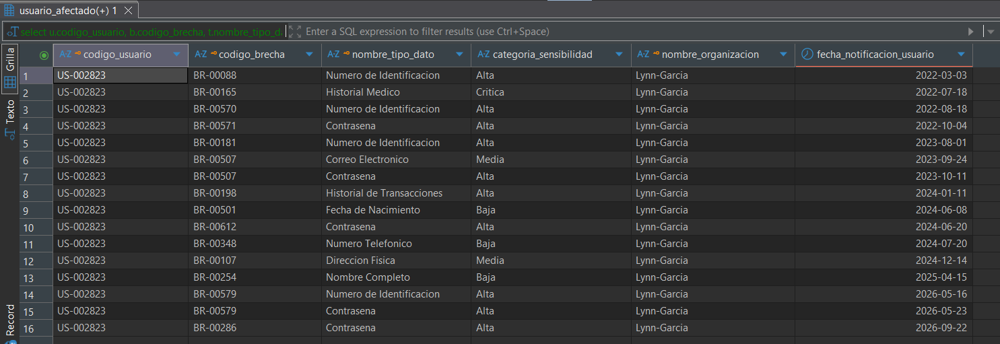 usuario_afectado(+) 1
select u.codigo_usuario, b.codigo_brecha, t.nombre_tipo_d Enter a SQL expression to filter results (use Ctrl+Space)
Grilla
Texto
Record
A-Z codigo_usuario A-Z codigo_brecha A-Z nombre_tipo_dato A-Z categoria_sensibilidad A-Z nombre_organizacion fecha_notificacion_usuario
1 US-002823 BR-00088 Numero de Identificacion Alta Lynn-Garcia 2022-03-03
2 US-002823 BR-00165 Historial Medico Critica Lynn-Garcia 2022-07-18
3 US-002823 BR-00570 Numero de Identificacion Alta Lynn-Garcia 2022-08-18
4 US-002823 BR-00571 Contrasena Alta Lynn-Garcia 2022-10-04
5 US-002823 BR-00181 Numero de Identificacion Alta Lynn-Garcia 2023-08-01
6 US-002823 BR-00507 Correo Electronico Media Lynn-Garcia 2023-09-24
7 US-002823 BR-00507 Contrasena Alta Lynn-Garcia 2023-10-11
8 US-002823 BR-00198 Historial de Transacciones Alta Lynn-Garcia 2024-01-11
9 US-002823 BR-00501 Fecha de Nacimiento Baja Lynn-Garcia 2024-06-08
10 US-002823 BR-00612 Contrasena Alta Lynn-Garcia 2024-06-20
11 US-002823 BR-00348 Numero Telefonico Baja Lynn-Garcia 2024-07-20
12 US-002823 BR-00107 Direccion Fisica Media Lynn-Garcia 2024-12-14
13 US-002823 BR-00254 Nombre Completo Baja Lynn-Garcia 2025-04-15
14 US-002823 BR-00579 Numero de Identificacion Alta Lynn-Garcia 2026-05-16
15 US-002823 BR-00579 Contrasena Alta Lynn-Garcia 2026-05-23
16 US-002823 BR-00286 Contrasena Alta Lynn-Garcia 2026-09-22